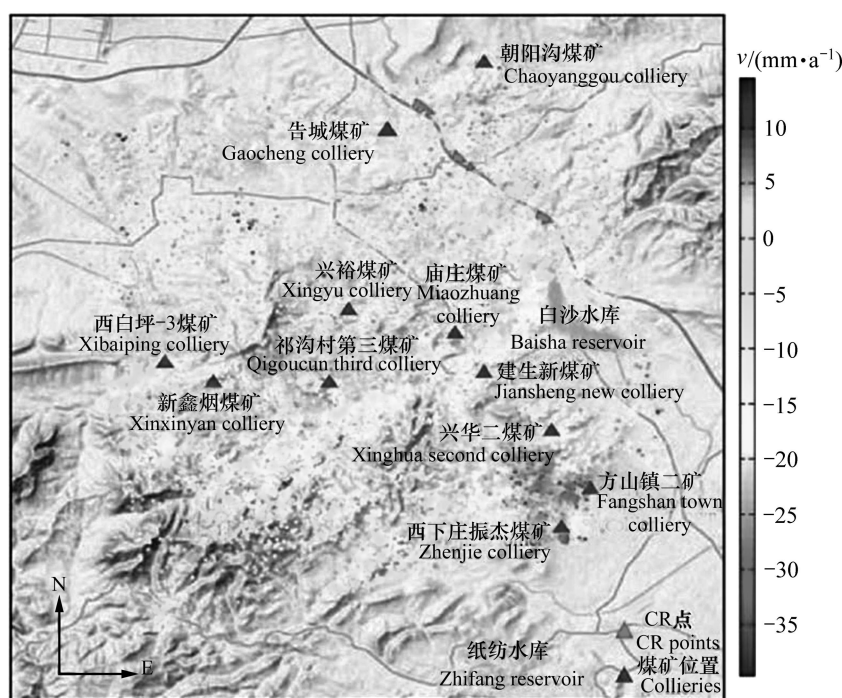 朝阳沟煤矿
Chaoyanggou colliery
v/(mm•a⁻¹)
告城煤矿
Gaocheng colliery
10
5
0
−5
−10
−15
−20
−25
−30
−35
兴裕煤矿
Xingyu colliery
庙庄煤矿
Miaozhuang
colliery
白沙水库
Baisha reservoir
西白坪-3煤矿
Xibaiping colliery
祁沟村第三煤矿
Qigoucun third colliery
建生新煤矿
Jiansheng new colliery
新鑫烟煤矿
Xinxinyan colliery
兴华二煤矿
Xinghua second colliery
方山镇二矿
Fangshan town
colliery
西下庄振杰煤矿
Zhenjie colliery
N
E
CR点
CR points
纸纺水库
Zhifang reservoir
煤矿位置
Collieries